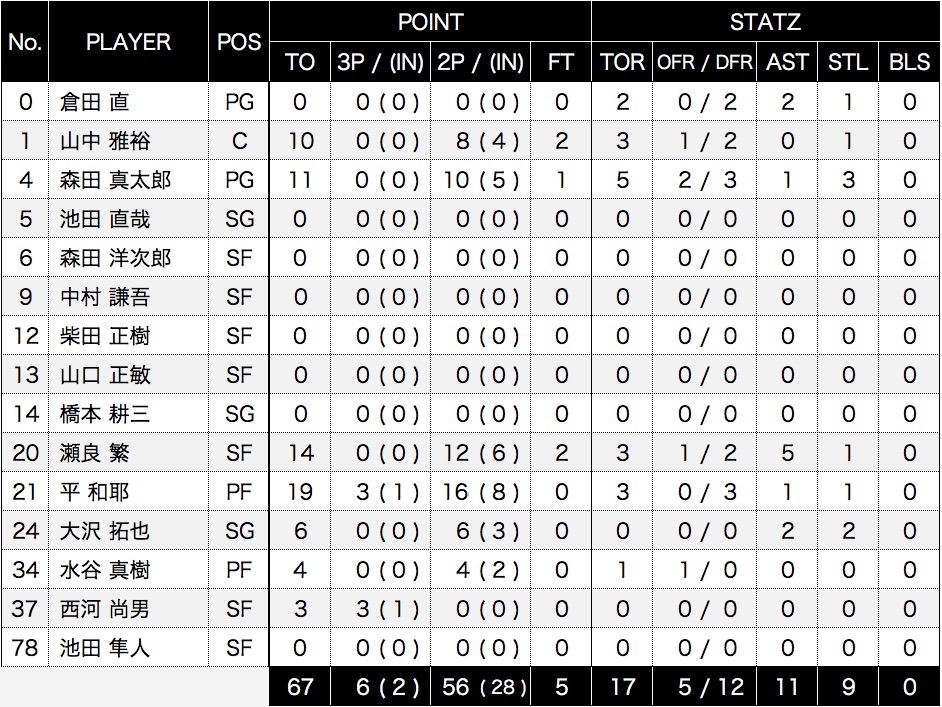 POINT STATZ
No. PLAYER POS TO 3P / (IN) 2P / (IN) FT TOR OFR / DFR AST STL BLS
0 倉田 直 PG 0 0 ( 0 ) 0 ( 0 ) 0 2 0 / 2 2 1 0
1 山中 雅裕 C 10 0 ( 0 ) 8 ( 4 ) 2 3 1 / 2 0 1 0
4 森田 真太郎 PG 11 0 ( 0 ) 10 ( 5 ) 1 5 2 / 3 1 3 0
5 池田 直哉 SG 0 0 ( 0 ) 0 ( 0 ) 0 0 0 / 0 0 0 0
6 森田 洋次郎 SF 0 0 ( 0 ) 0 ( 0 ) 0 0 0 / 0 0 0 0
9 中村 謙吾 SF 0 0 ( 0 ) 0 ( 0 ) 0 0 0 / 0 0 0 0
12 柴田 正樹 SF 0 0 ( 0 ) 0 ( 0 ) 0 0 0 / 0 0 0 0
13 山口 正敏 SF 0 0 ( 0 ) 0 ( 0 ) 0 0 0 / 0 0 0 0
14 橋本 耕三 SG 0 0 ( 0 ) 0 ( 0 ) 0 0 0 / 0 0 0 0
20 瀬良 繁 SF 14 0 ( 0 ) 12 ( 6 ) 2 3 1 / 2 5 1 0
21 平 和耶 PF 19 3 ( 1 ) 16 ( 8 ) 0 3 0 / 3 1 1 0
24 大沢 拓也 SG 6 0 ( 0 ) 6 ( 3 ) 0 0 0 / 0 2 2 0
34 水谷 真樹 PF 4 0 ( 0 ) 4 ( 2 ) 0 1 1 / 0 0 0 0
37 西河 尚男 SF 3 3 ( 1 ) 0 ( 0 ) 0 0 0 / 0 0 0 0
78 池田 隼人 SF 0 0 ( 0 ) 0 ( 0 ) 0 0 0 / 0 0 0 0
67 6 ( 2 ) 56 ( 28 ) 5 17 5 / 12 11 9 0